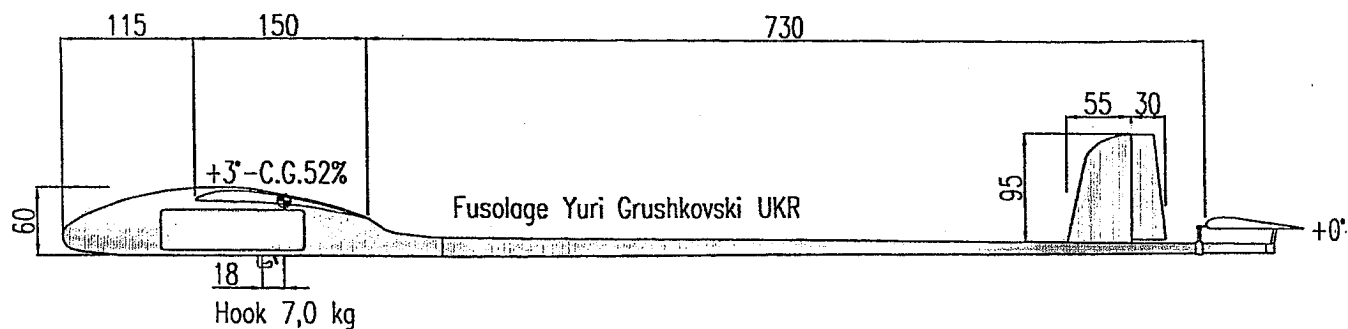 115 150 730
55 30
+3°-C.G.52%
95
60
Fusolage Yuri Grushkovski UKR
+0°
18
Hook 7,0 kg